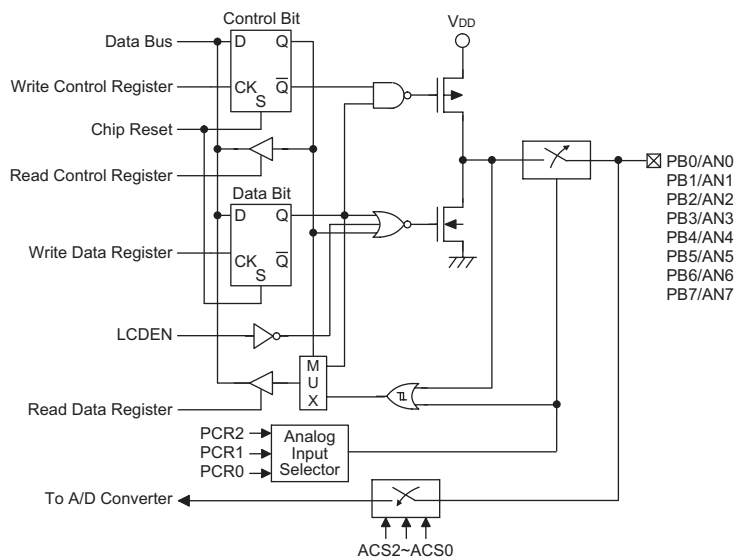 Control Bit
VDD
Data Bus
D Q
Write Control Register
CK Q
S
Chip Reset
Read Control Register
PB0/AN0
PB1/AN1
PB2/AN2
PB3/AN3
PB4/AN4
PB5/AN5
PB6/AN6
PB7/AN7
Data Bit
D Q
Write Data Register
CK Q
S
LCDEN
M
U
X
Read Data Register
PCR2
PCR1
PCR0
Analog
Input
Selector
To A/D Converter
ACS2~ACS0